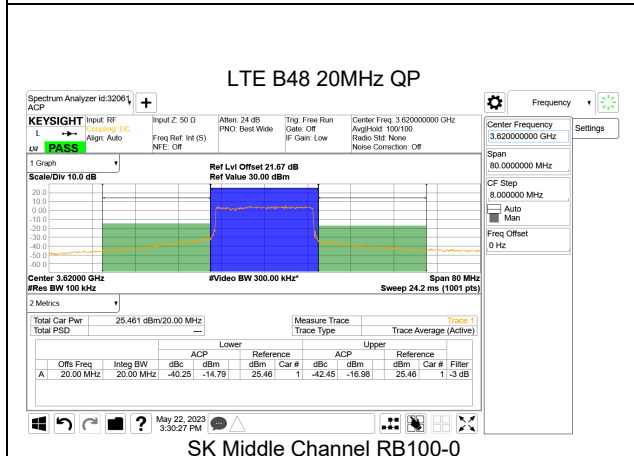 LTE B48 20MHz QP
Spectrum Analyzer id:32061
ACP
+
Frequency
KEYSIGHT
L
PASS
Input: RF
Coupling: DC
Align: Auto
Input Z: 50 Ω
Freq Ref: Int (S)
NFE: Off
Atten: 24 dB
PNO: Best Wide
Trig: Free Run
Gate: Off
IF Gain: Low
Center Freq: 3.620000000 GHz
Avg|Hold: 100/100
Radio Std: None
Noise Correction: Off
Center Frequency
3.620000000 GHz
Settings
Span
80.0000000 MHz
CF Step
8.000000 MHz
Auto
Man
Freq Offset
0 Hz
1 Graph
Scale/Div 10.0 dB
Ref Lvl Offset 21.67 dB
Ref Value 30.00 dBm
20.0
10.0
0.00
-10.0
-20.0
-30.0
-40.0
-50.0
-60.0
Center 3.62000 GHz
#Video BW 300.00 kHz*
Span 80 MHz
#Res BW 100 kHz
Sweep 24.2 ms (1001 pts)
2 Metrics
Total Car Pwr 25.461 dBm/20.00 MHz
Total PSD ---
Measure Trace Trace 1
Trace Type Trace Average (Active)
Lower Upper
ACP Reference ACP Reference
Offs Freq Integ BW dBc dBm dBm Car # dBc dBm dBm Car # Filter
A 20.00 MHz 20.00 MHz -40.25 -14.79 25.46 1 -42.45 -16.98 25.46 1 -3 dB
?
May 22, 2023
3:30:27 PM
SK Middle Channel RB100-0